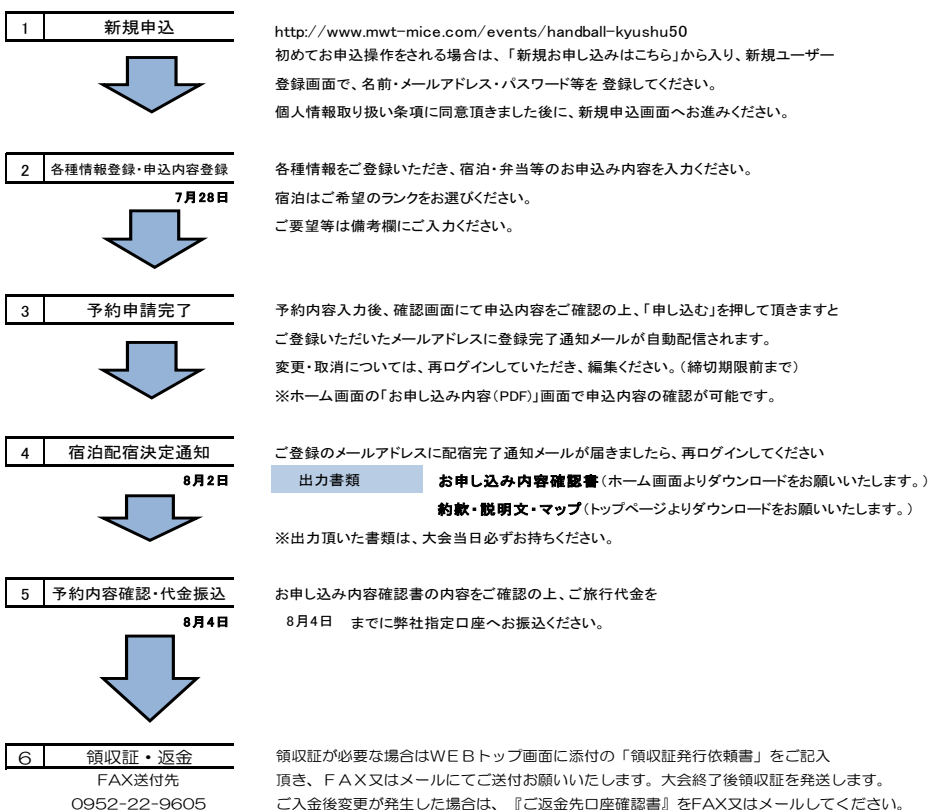 1 新規申込
http://www.mwt-mice.com/events/handball-kyushu50
初めてお申込操作をされる場合は、「新規お申し込みはこちら」から入り、新規ユーザー
登録画面で、名前・メールアドレス・パスワード等を 登録してください。
個人情報取り扱い条項に同意頂きました後に、新規申込画面へお進みください。
2 各種情報登録・申込内容登録
各種情報をご登録いただき、宿泊・弁当等のお申込み内容を入力ください。
7月28日
宿泊はご希望のランクをお選びください。
ご要望等は備考欄にご入力ください。
3 予約申請完了
予約内容入力後、確認画面にて申込内容をご確認の上、「申し込む」を押して頂きますと
ご登録いただいたメールアドレスに登録完了通知メールが自動配信されます。
変更・取消については、再ログインしていただき、編集ください。（締切期限前まで）
※ホーム画面の「お申し込み内容（PDF）」画面で申込内容の確認が可能です。
4 宿泊配宿決定通知
ご登録のメールアドレスに配宿完了通知メールが届きましたら、再ログインしてください
8月2日
出力書類 お申し込み内容確認書（ホーム画面よりダウンロードをお願いいたします。）
約款・説明文・マップ（トップページよりダウンロードをお願いいたします。）
※出力頂いた書類は、大会当日必ずお持ちください。
5 予約内容確認・代金振込
お申し込み内容確認書の内容をご確認の上、ご旅行代金を
8月4日
8月4日 までに弊社指定口座へお振込ください。
6 領収証・返金
領収証が必要な場合はＷＥＢトップ画面に添付の「領収証発行依頼書」をご記入
FAX送付先
頂き、ＦＡＸ又はメールにてご送付お願いいたします。大会終了後領収証を発送します。
0952-22-9605
ご入金後変更が発生した場合は、『ご返金先口座確認書』をFAX又はメールしてください。